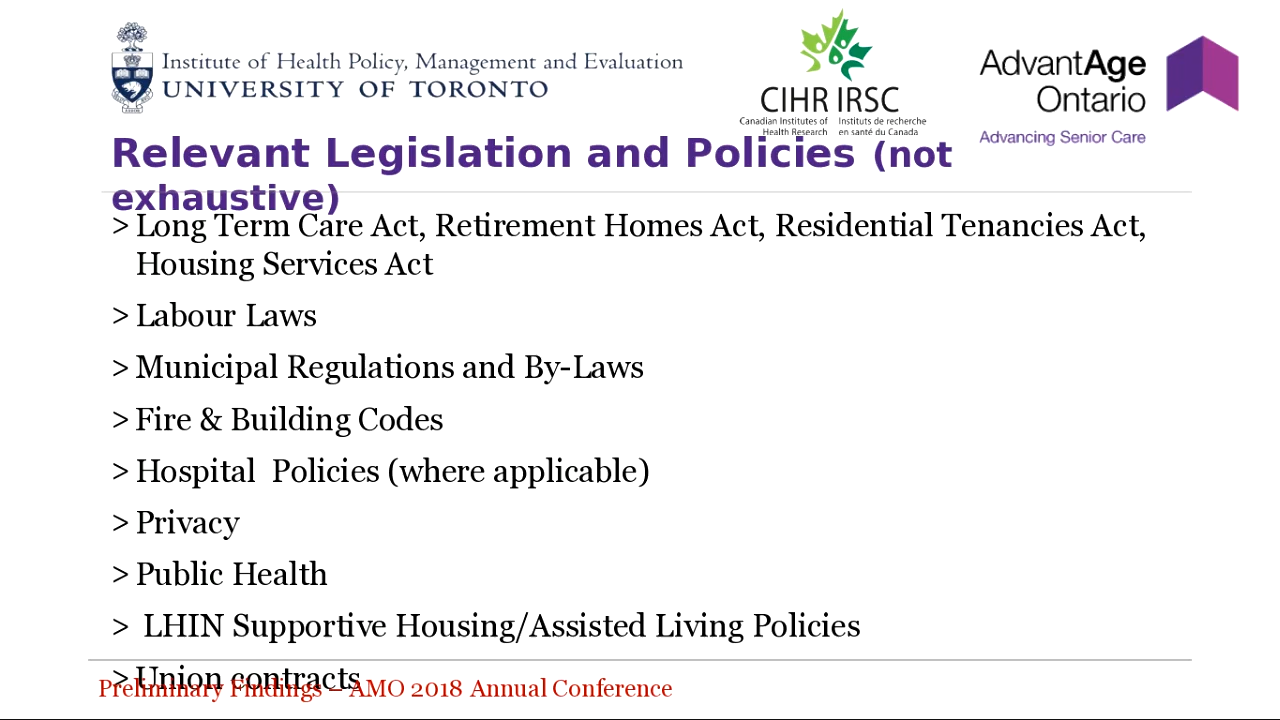 Institute of Health Policy, Management and Evaluation
UNIVERSITY OF TORONTO
CIHR IRSC
Canadian Institutes of Health Research
Instituts de recherche en santé du Canada
AdvantAge
Ontario
Advancing Senior Care
Relevant Legislation and Policies (not
exhaustive)
> Long Term Care Act, Retirement Homes Act, Residential Tenancies Act,
Housing Services Act
> Labour Laws
> Municipal Regulations and By-Laws
> Fire & Building Codes
> Hospital  Policies (where applicable)
> Privacy
> Public Health
>  LHIN Supportive Housing/Assisted Living Policies
> Union contracts
Preliminary Findings – AMO 2018 Annual Conference